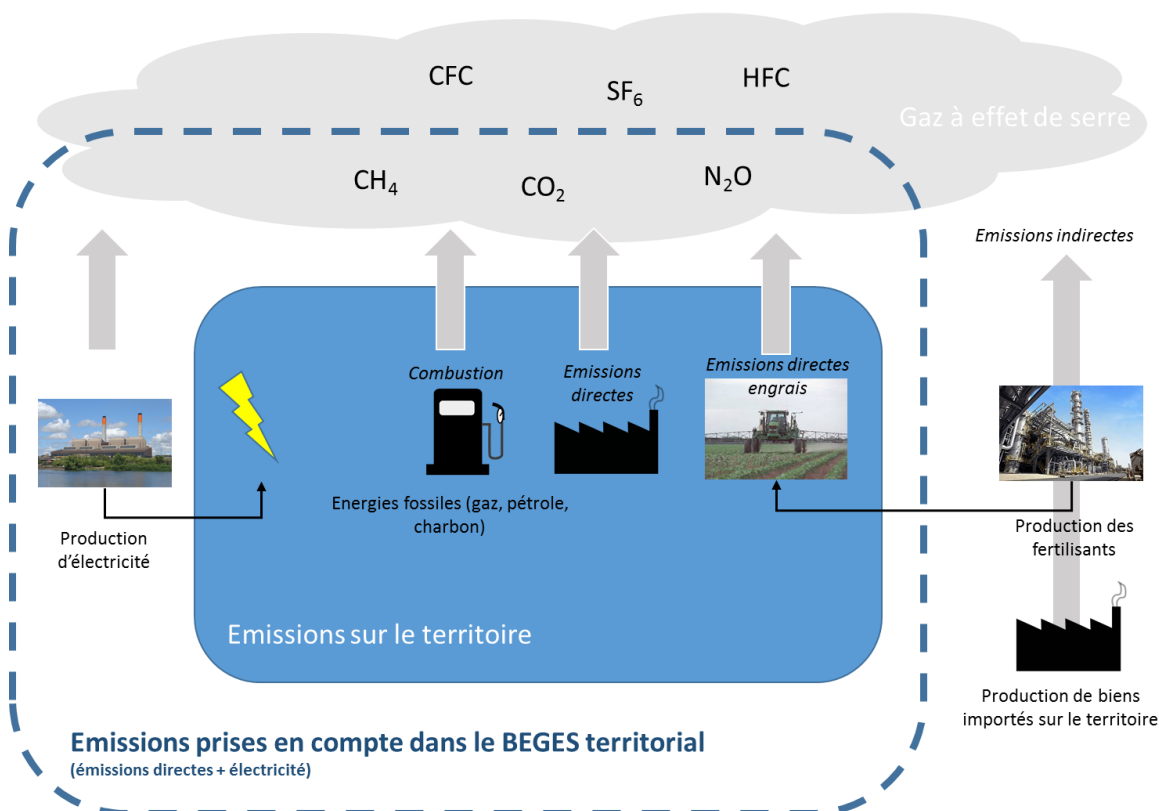 CFC
SF₆
HFC
Gaz à effet de serre
CH₄
CO₂
N₂O
Emissions indirectes
Combustion
Emissions
directes
Emissions directes
engrais
Energies fossiles (gaz, pétrole,
charbon)
Production
d’électricité
Production des
fertilisants
Emissions sur le territoire
Production de biens
importés sur le territoire
Emissions prises en compte dans le BEGES territorial
(émissions directes + électricité)